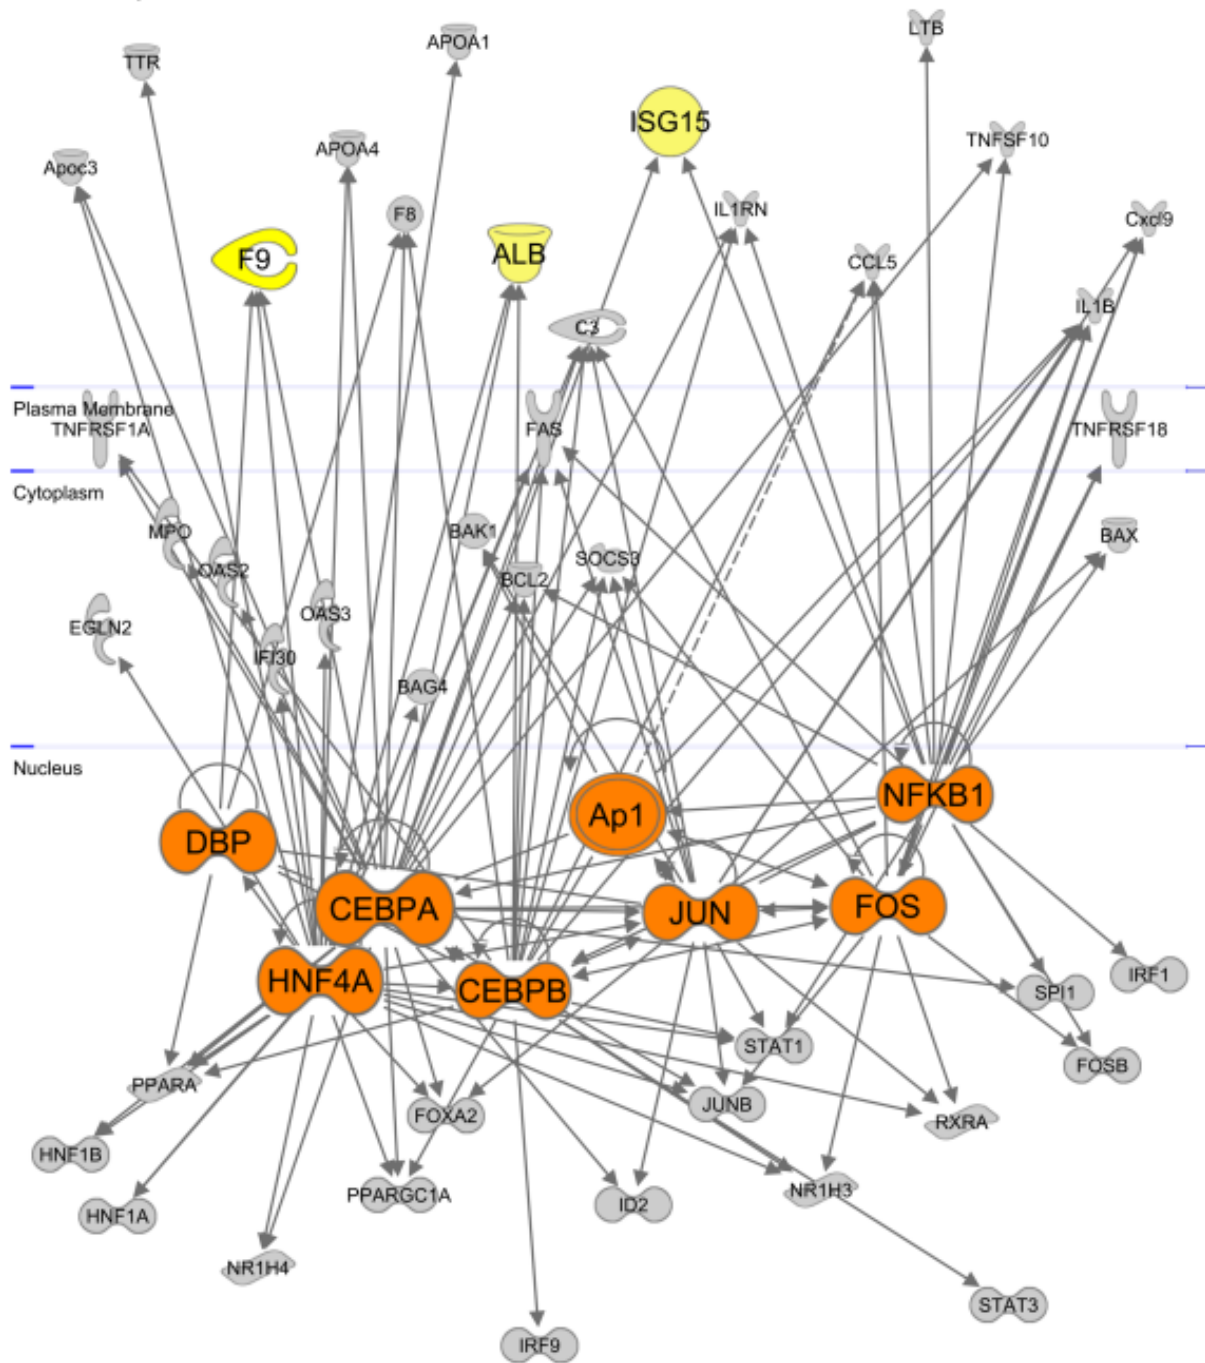 APOA1
LTB
TTR
ISG15
TNFSF10
APOA4
Apoc3
IL1RN
F8
Cxcl9
F9
ALB
CCL5
IL1B
C3
Plasma Membrane
TNFRSF1A
FAS
TNFRSF18
Cytoplasm
MPO
BAK1
BAX
SOCS3
OAS2
BCL2
OAS3
EGLN2
IFI30
BAG4
Nucleus
NFKB1
Ap1
DBP
CEBPA
JUN
FOS
HNF4A
CEBPB
SPI1
IRF1
STAT1
FOSB
PPARA
JUNB
FOXA2
RXRA
HNF1B
NR1H3
PPARGC1A
ID2
HNF1A
NR1H4
STAT3
IRF9